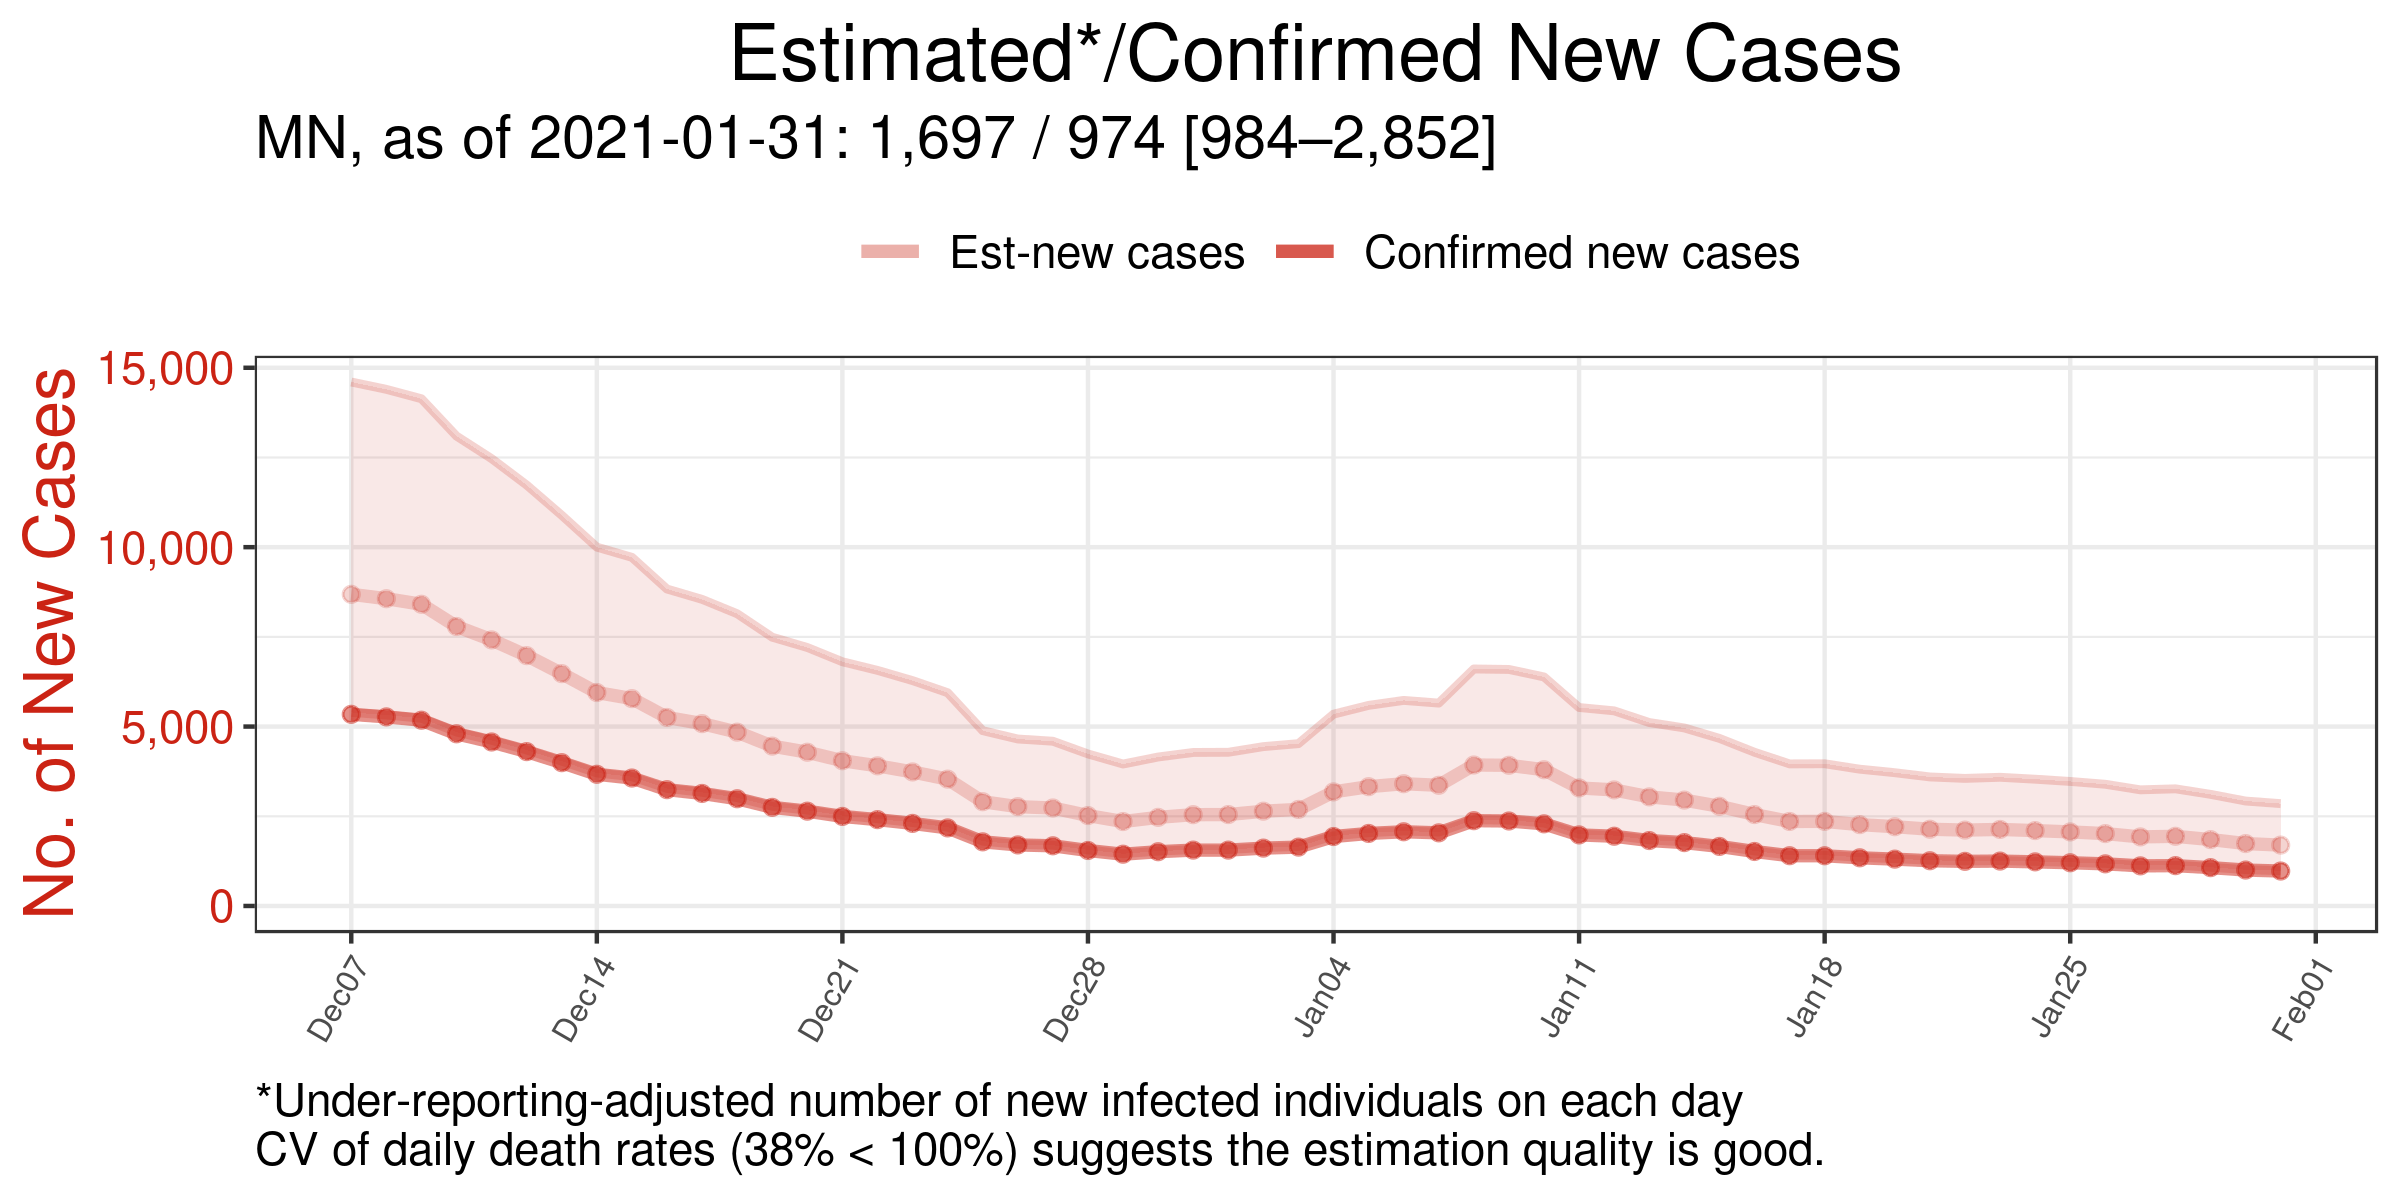 Estimated*/Confirmed New Cases
MN, as of 2021-01-31: 1,697 / 974 [984–2,852]
Est-new cases
Confirmed new cases
No. of New Cases
15,000
10,000
5,000
0
Dec07
Dec14
Dec21
Dec28
Jan04
Jan11
Jan18
Jan25
Feb01
*Under-reporting-adjusted number of new infected individuals on each day
CV of daily death rates (38% < 100%) suggests the estimation quality is good.